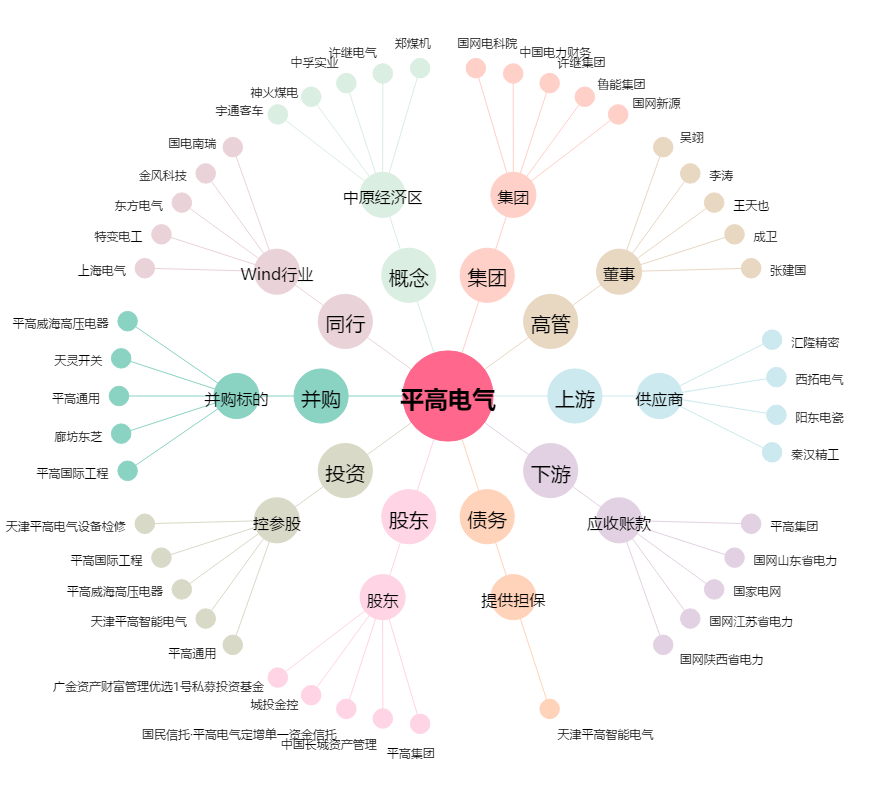 郑煤机
许继电气
中孚实业
神火煤电
宇通客车
中原经济区
概念
国网电科院
中国电力财务
许继集团
鲁能集团
国网新源
集团
集团
国电南瑞
金风科技
东方电气
特变电工
上海电气
Wind行业
同行
吴翊
李涛
王天也
成卫
张建国
董事
高管
平高威海高压电器
天灵开关
平高通用
廊坊东芝
平高国际工程
并购标的
并购
平高电气
上游
供应商
汇隆精密
西拓电气
阳东电瓷
秦汉精工
投资
控参股
天津平高电气设备检修
平高国际工程
平高威海高压电器
天津平高智能电气
平高通用
下游
应收账款
平高集团
国网山东省电力
国家电网
国网江苏省电力
国网陕西省电力
股东
股东
广金资产财富管理优选1号私募投资基金
城投金控
国民信托·平高电气定增单一资金信托
中国长城资产管理
平高集团
债务
提供担保
天津平高智能电气